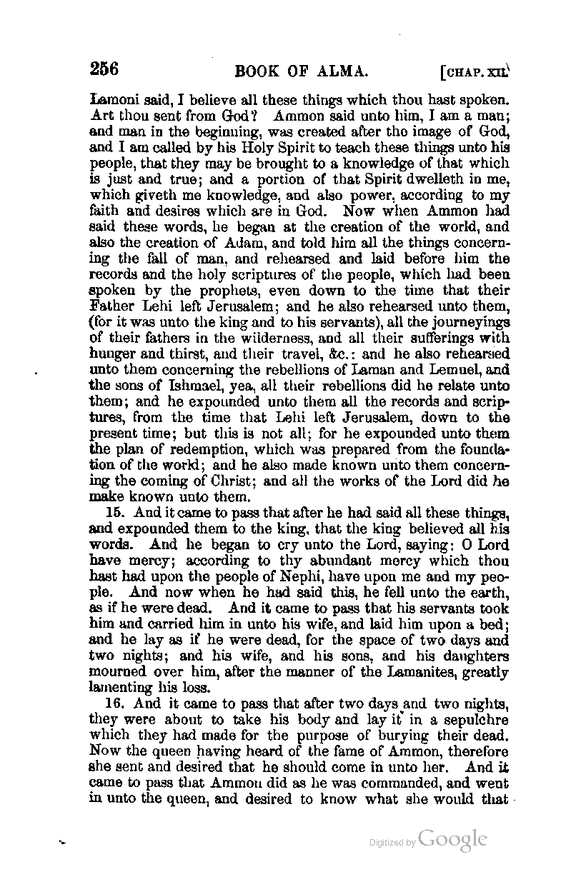 256 BOOK OF ALMA. [CHAP. XII.
Lamoni said, I believe all these things which thou hast spoken.
Art thou sent from God? Ammon said unto him, I am a man;
and man in the beginning, was created after the image of God,
and I am called by his Holy Spirit to teach these things unto his
people, that they may be brought to a knowledge of that which
is just and true; and a portion of that Spirit dwelleth in me,
which giveth me knowledge, and also power, according to my
faith and desires which are in God. Now when Ammon had
said these words, he began at the creation of the world, and
also the creation of Adam, and told him all the things concern-
ing the fall of man, and rehearsed and laid before him the
records and the holy scriptures of the people, which had been
spoken by the prophets, even down to the time that their
Father Lehi left Jerusalem; and he also rehearsed unto them,
(for it was unto the king and to his servants), all the journeyings
of their fathers in the wilderness, and all their sufferings with
hunger and thirst, and their travel, &c.: and he also rehearsed
unto them concerning the rebellions of Laman and Lemuel, and
the sons of Ishmael, yea, all their rebellions did he relate unto
them; and he expounded unto them all the records and scrip-
tures, from the time that Lehi left Jerusalem, down to the
present time; but this is not all; for he expounded unto them
the plan of redemption, which was prepared from the founda-
tion of the world; and he also made known unto them concern-
ing the coming of Christ; and all the works of the Lord did he
make known unto them.
15. And it came to pass that after he had said all these things,
and expounded them to the king, that the king believed all his
words. And he began to cry unto the Lord, saying: O Lord
have mercy; according to thy abundant mercy which thou
hast had upon the people of Nephi, have upon me and my peo-
ple. And now when he had said this, he fell unto the earth,
as if he were dead. And it came to pass that his servants took
him and carried him in unto his wife, and laid him upon a bed;
and he lay as if he were dead, for the space of two days and
two nights; and his wife, and his sons, and his daughters
mourned over him, after the manner of the Lamanites, greatly
lamenting his loss.
16. And it came to pass that after two days and two nights,
they were about to take his body and lay it in a sepulchre
which they had made for the purpose of burying their dead.
Now the queen having heard of the fame of Ammon, therefore
she sent and desired that he should come in unto her. And it
came to pass that Ammon did as he was commanded, and went
in unto the queen, and desired to know what she would that
Digitized by Google